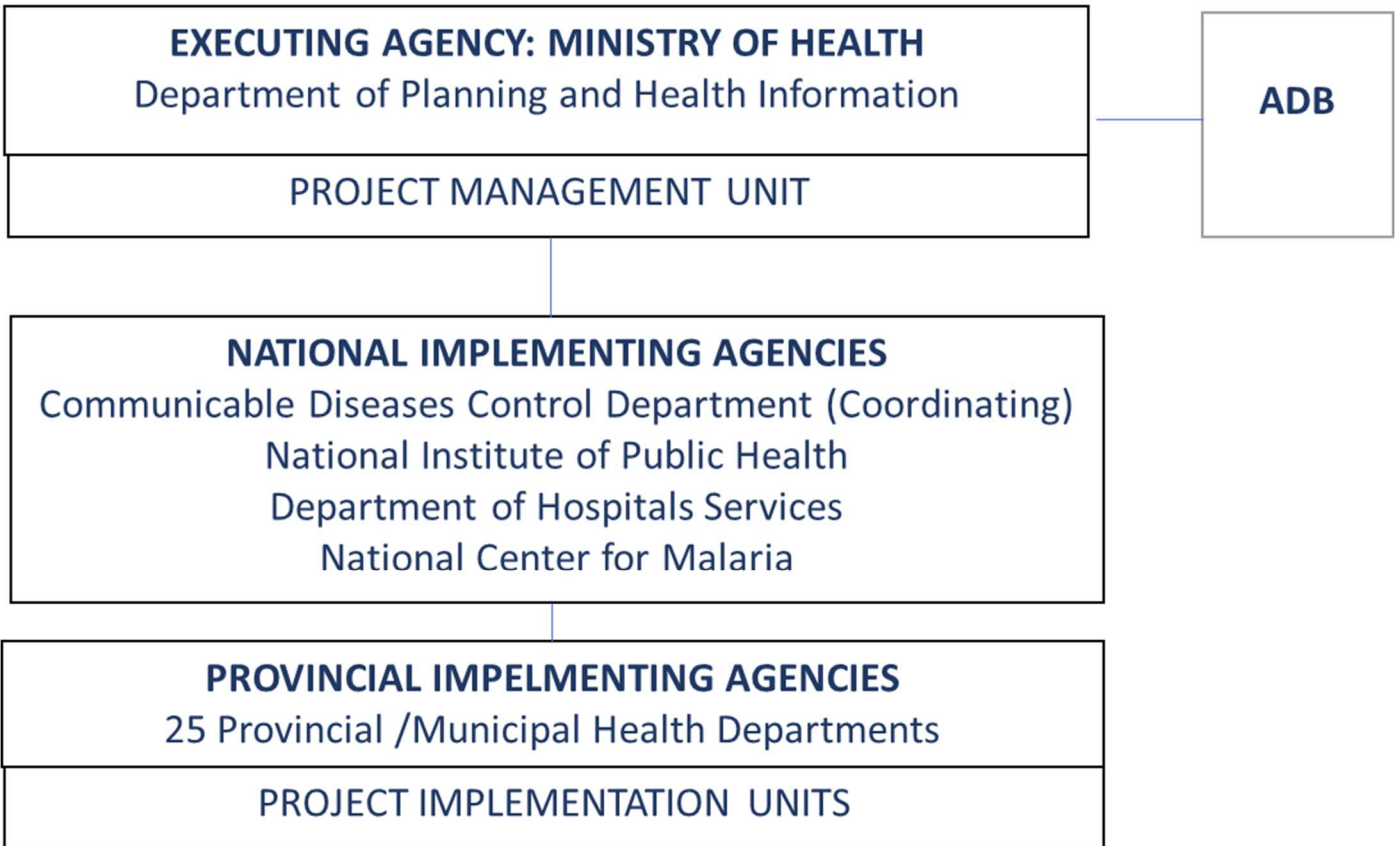 EXECUTING AGENCY: MINISTRY OF HEALTH
Department of Planning and Health Information
ADB
PROJECT MANAGEMENT UNIT
NATIONAL IMPLEMENTING AGENCIES
Communicable Diseases Control Department (Coordinating)
National Institute of Public Health
Department of Hospitals Services
National Center for Malaria
PROVINCIAL IMPELMENTING AGENCIES
25 Provincial /Municipal Health Departments
PROJECT IMPLEMENTATION UNITS